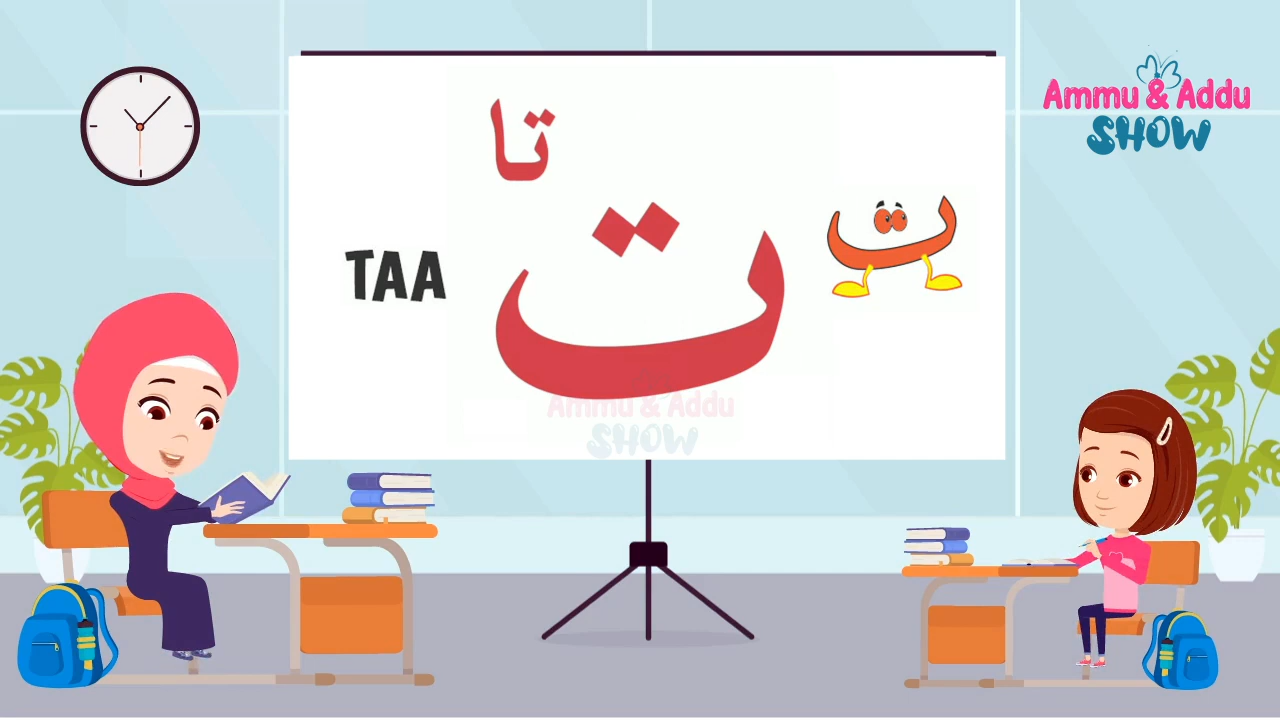 Ammu & Addu
SHOW
تا
TAA
ت
ت
Ammu & Addu
SHOW